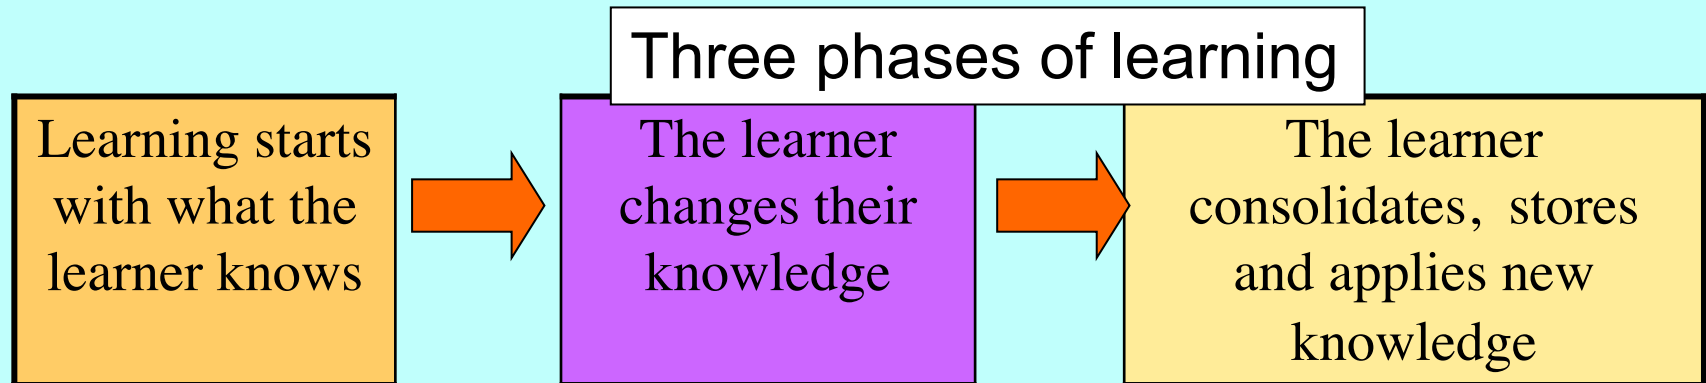 Three phases of learning
Learning starts
with what the
learner knows
The learner
changes their
knowledge
The learner
consolidates, stores
and applies new
knowledge